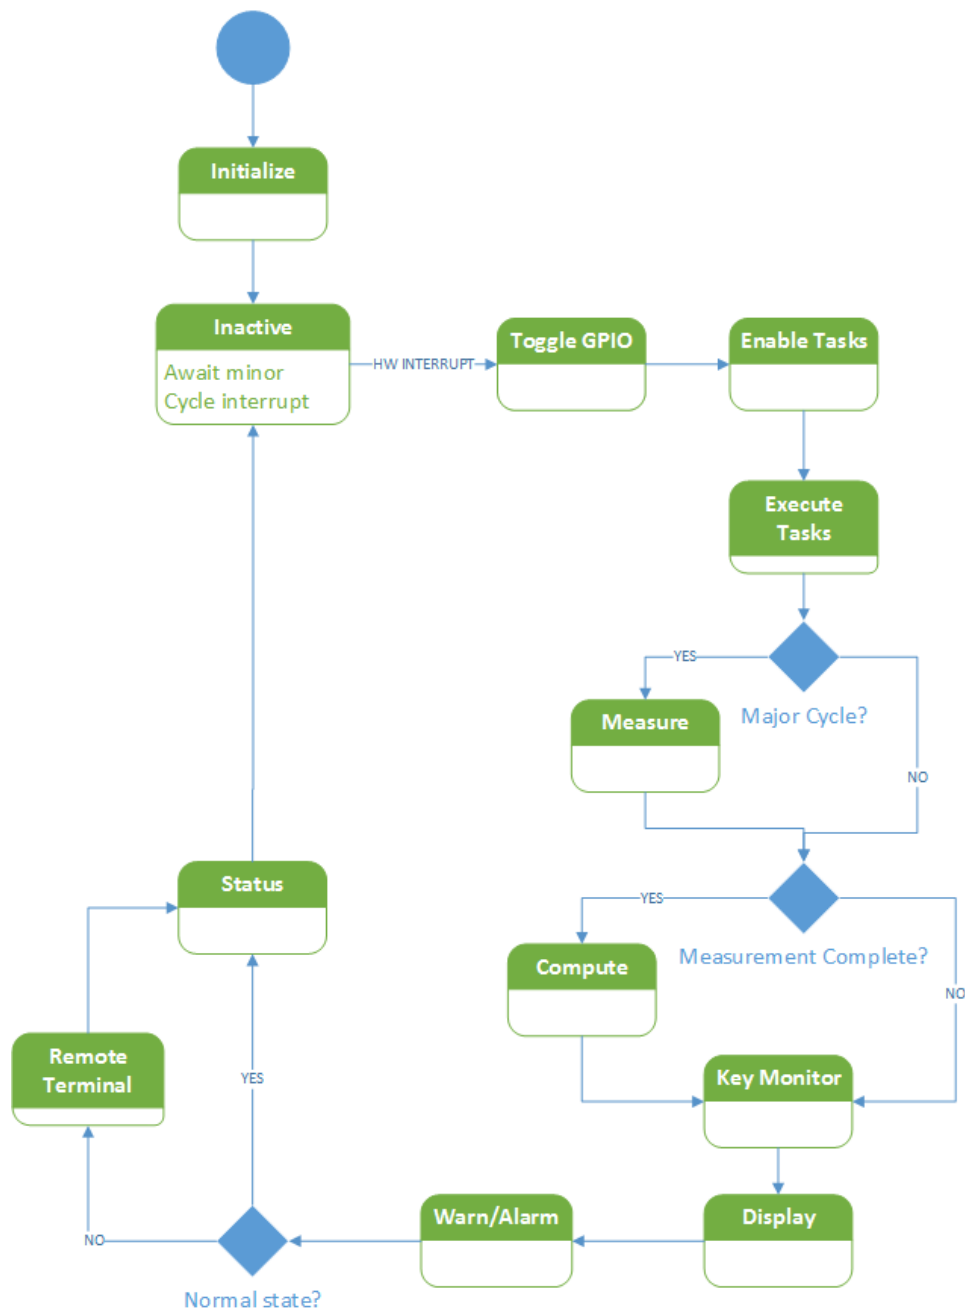 Initialize
Inactive
Await minor
Cycle interrupt
HW INTERRUPT
Toggle GPIO
Enable Tasks
Execute
Tasks
YES
Major Cycle?
Measure
NO
Status
YES
Measurement Complete?
Compute
NO
Remote
Terminal
YES
Key Monitor
Warn/Alarm
Display
NO
Normal state?